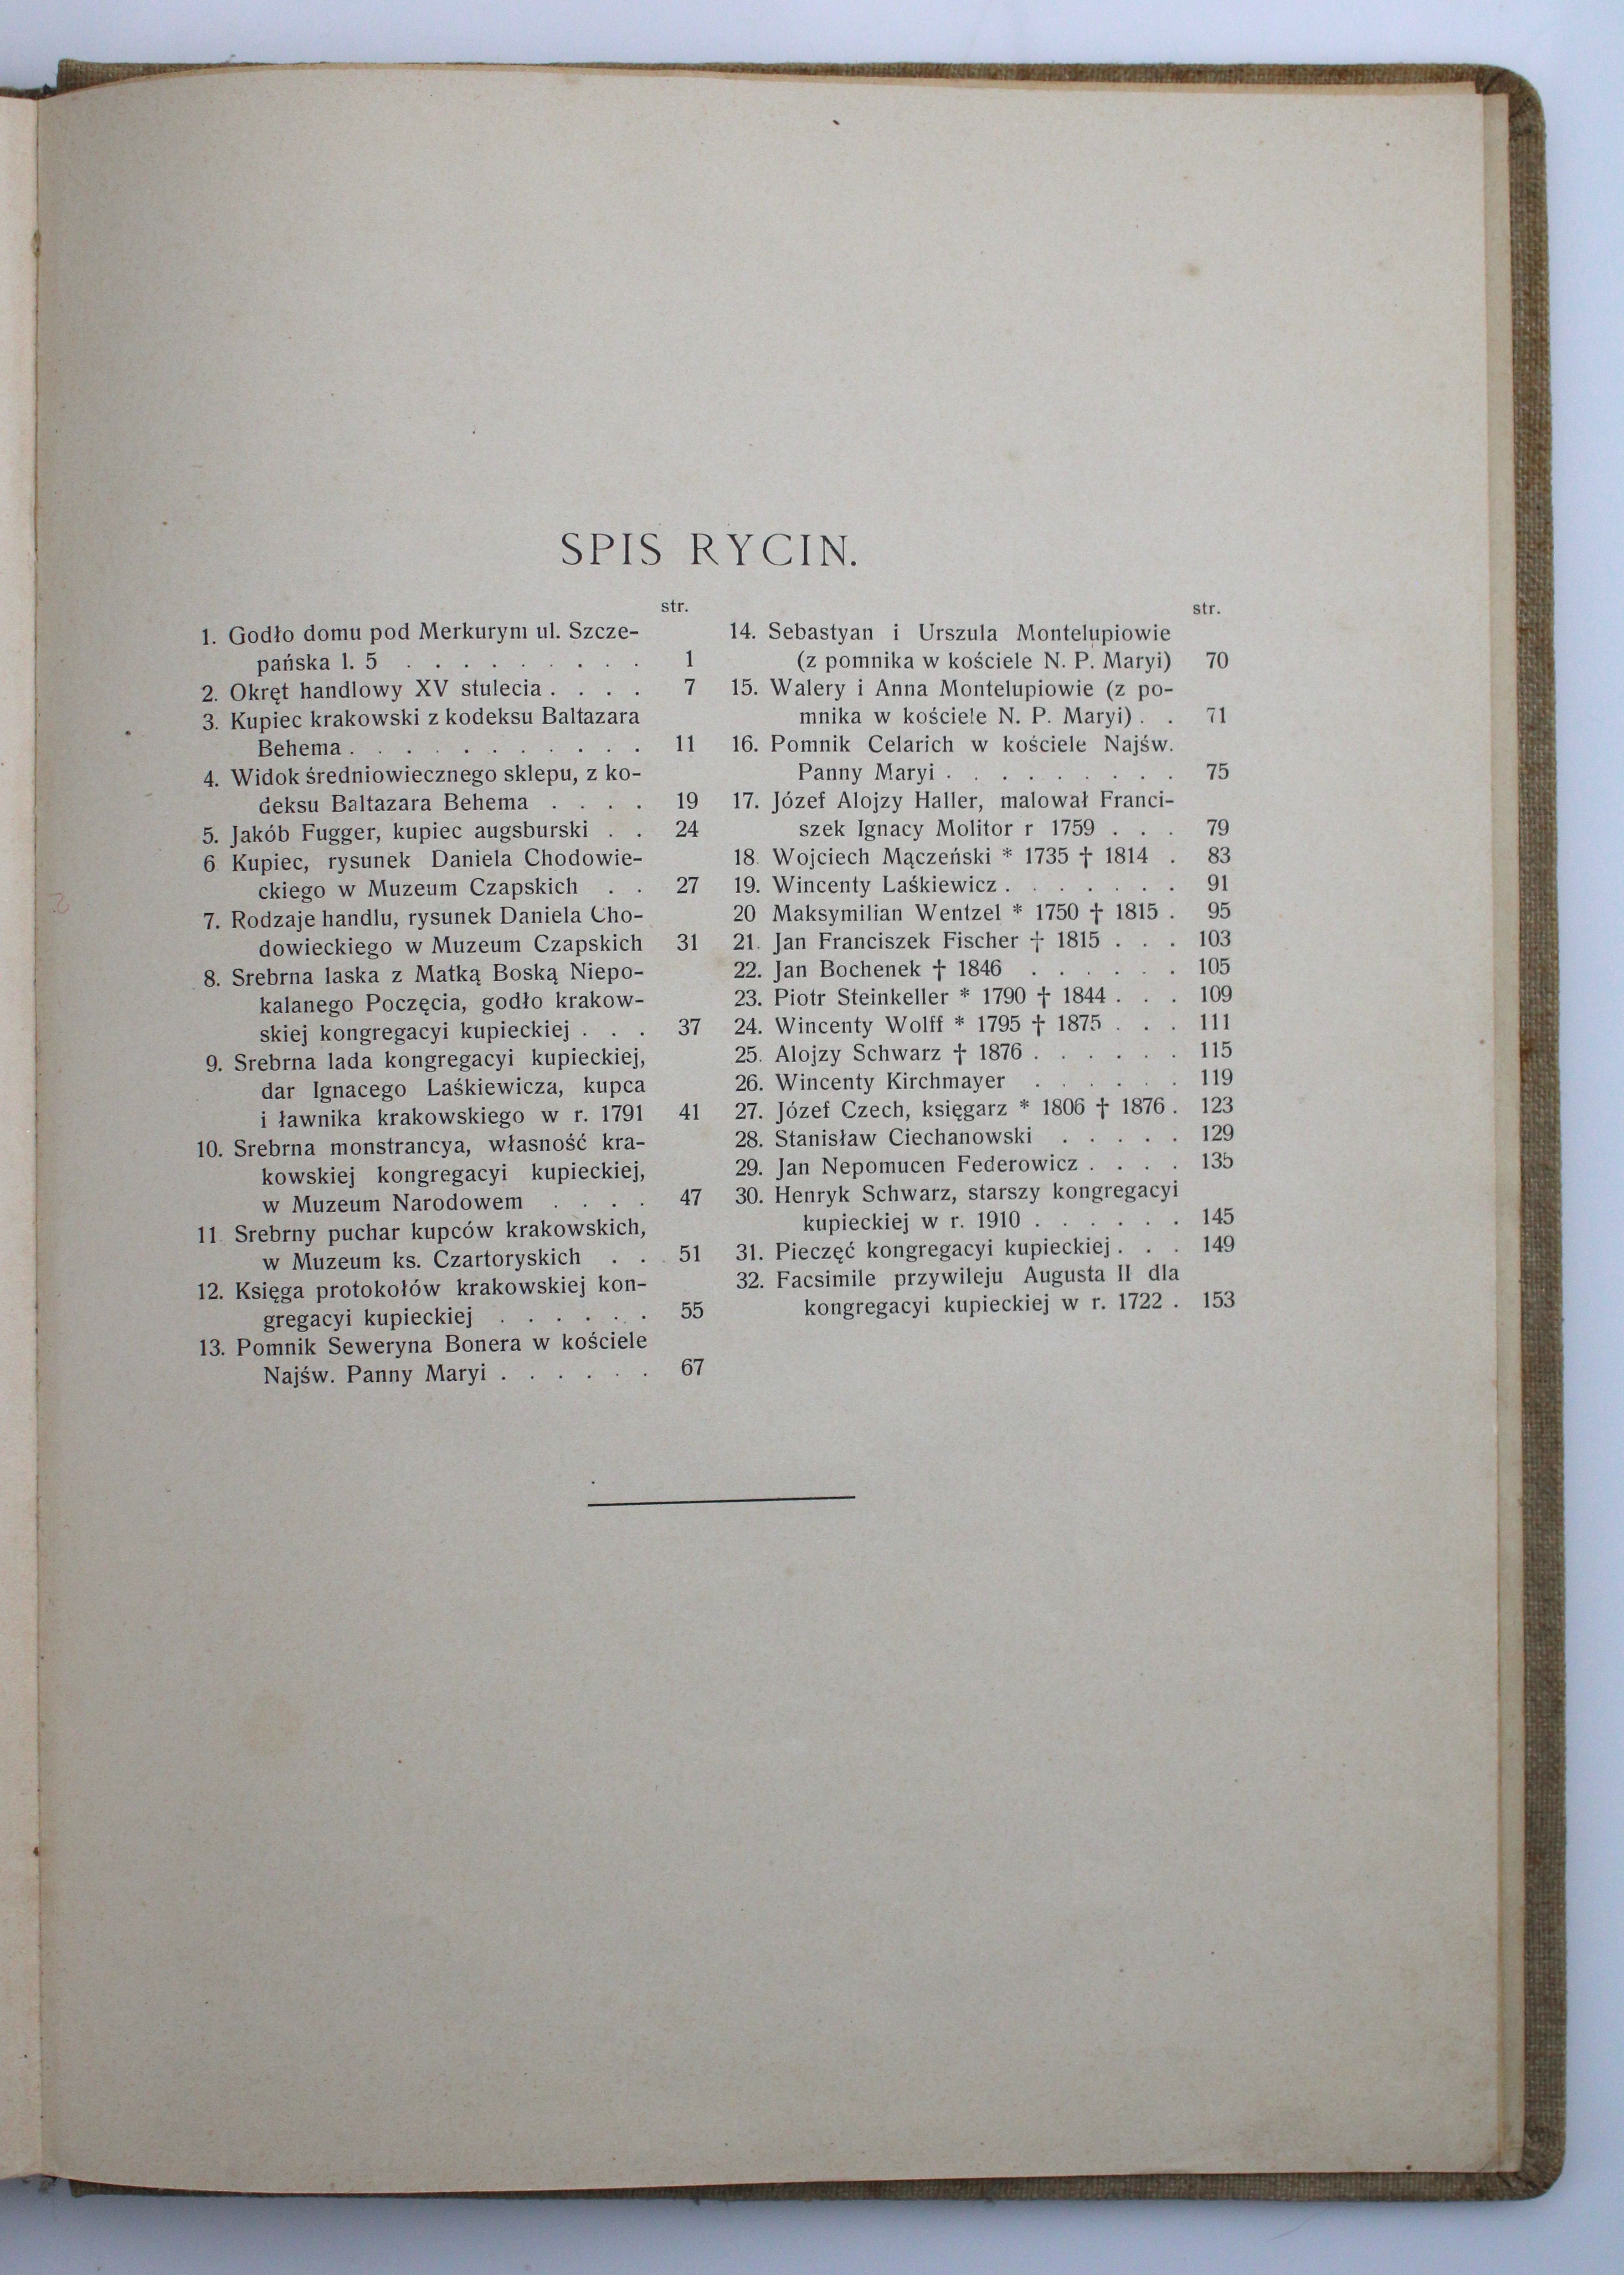 SPIS RYCIN.
str.
1. Godło domu pod Merkurym ul. Szcze-
pańska l. 5 . . . . . . . . . 1
2. Okręt handlowy XV stulecia . . . . 7
3. Kupiec krakowski z kodeksu Baltazara
Behema . . . . . . . . . . . 11
4. Widok średniowiecznego sklepu, z ko-
deksu Baltazara Behema . . . . 19
5. Jakób Fugger, kupiec augsburski . . 24
6 Kupiec, rysunek Daniela Chodowie-
ckiego w Muzeum Czapskich . . 27
7. Rodzaje handlu, rysunek Daniela Cho-
dowieckiego w Muzeum Czapskich 31
8. Srebrna laska z Matką Boską Niepo-
kalanego Poczęcia, godło krakow-
skiej kongregacyi kupieckiej . . . 37
9. Srebrna lada kongregacyi kupieckiej,
dar Ignacego Laśkiewicza, kupca
i ławnika krakowskiego w r. 1791 41
10. Srebrna monstrancya, własność kra-
kowskiej kongregacyi kupieckiej,
w Muzeum Narodowem . . . . 47
11 Srebrny puchar kupców krakowskich,
w Muzeum ks. Czartoryskich . . . 51
12. Księga protokołów krakowskiej kon-
gregacyi kupieckiej . . . . . . 55
13. Pomnik Seweryna Bonera w kościele
Najśw. Panny Maryi . . . . . . 67
str.
14. Sebastyan i Urszula Montelupiowie
(z pomnika w kościele N. P. Maryi) 70
15. Walery i Anna Montelupiowie (z po-
mnika w kościele N. P. Maryi) . . 71
16. Pomnik Celarich w kościele Najśw.
Panny Maryi . . . . . . . . . 75
17. Józef Alojzy Haller, malował Franci-
szek Ignacy Molitor r 1759 . . . 79
18. Wojciech Mączeński * 1735 † 1814 . 83
19. Wincenty Laśkiewicz . . . . . . . 91
20 Maksymilian Wentzel * 1750 † 1815 . 95
21. Jan Franciszek Fischer † 1815 . . . 103
22. Jan Bochenek † 1846 . . . . . . 105
23. Piotr Steinkeller * 1790 † 1844 . . . 109
24. Wincenty Wolff * 1795 † 1875 . . . 111
25. Alojzy Schwarz † 1876 . . . . . . 115
26. Wincenty Kirchmayer . . . . . . 119
27. Józef Czech, księgarz * 1806 † 1876 . 123
28. Stanisław Ciechanowski . . . . . 129
29. Jan Nepomucen Federowicz . . . . 135
30. Henryk Schwarz, starszy kongregacyi
kupieckiej w r. 1910 . . . . . . 145
31. Pieczęć kongregacyi kupieckiej . . . 149
32. Facsimile przywileju Augusta II dla
kongregacyi kupieckiej w r. 1722 . 153